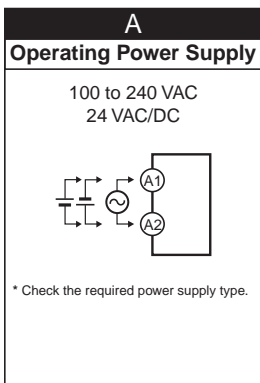 A
Operating Power Supply
100 to 240 VAC
24 VAC/DC
A1
A2
* Check the required power supply type.